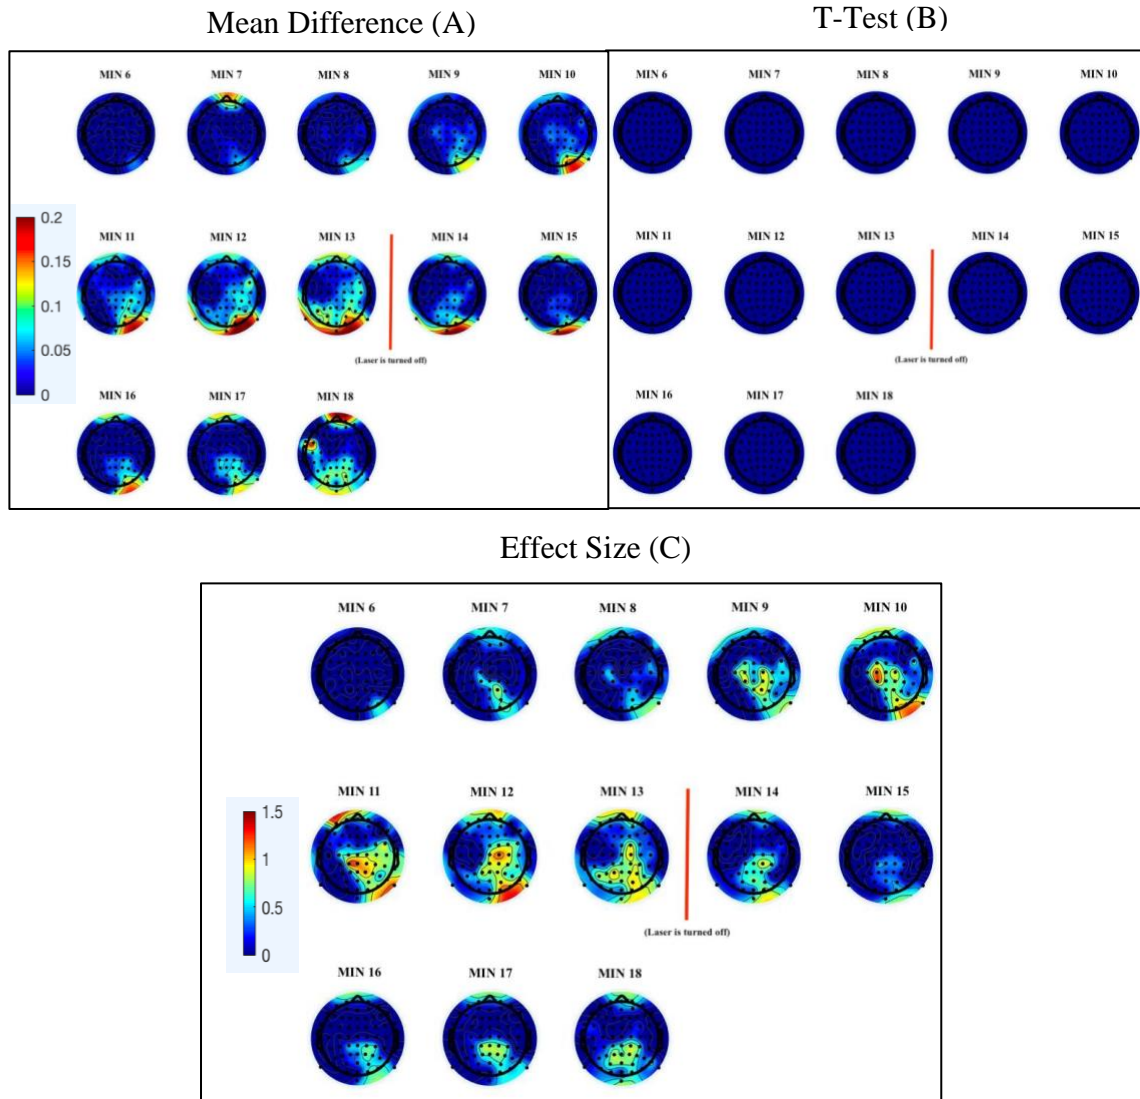 Mean Difference (A)
MIN 6 MIN 7 MIN 8 MIN 9 MIN 10
0.2
0.15
0.1
0.05
0
MIN 11 MIN 12 MIN 13 MIN 14 MIN 15
(Laser is turned off)
MIN 16 MIN 17 MIN 18
T-Test (B)
MIN 6 MIN 7 MIN 8 MIN 9 MIN 10
MIN 11 MIN 12 MIN 13 MIN 14 MIN 15
(Laser is turned off)
MIN 16 MIN 17 MIN 18
Effect Size (C)
MIN 6 MIN 7 MIN 8 MIN 9 MIN 10
MIN 11 MIN 12 MIN 13 MIN 14 MIN 15
1.5
1
0.5
0
(Laser is turned off)
MIN 16 MIN 17 MIN 18